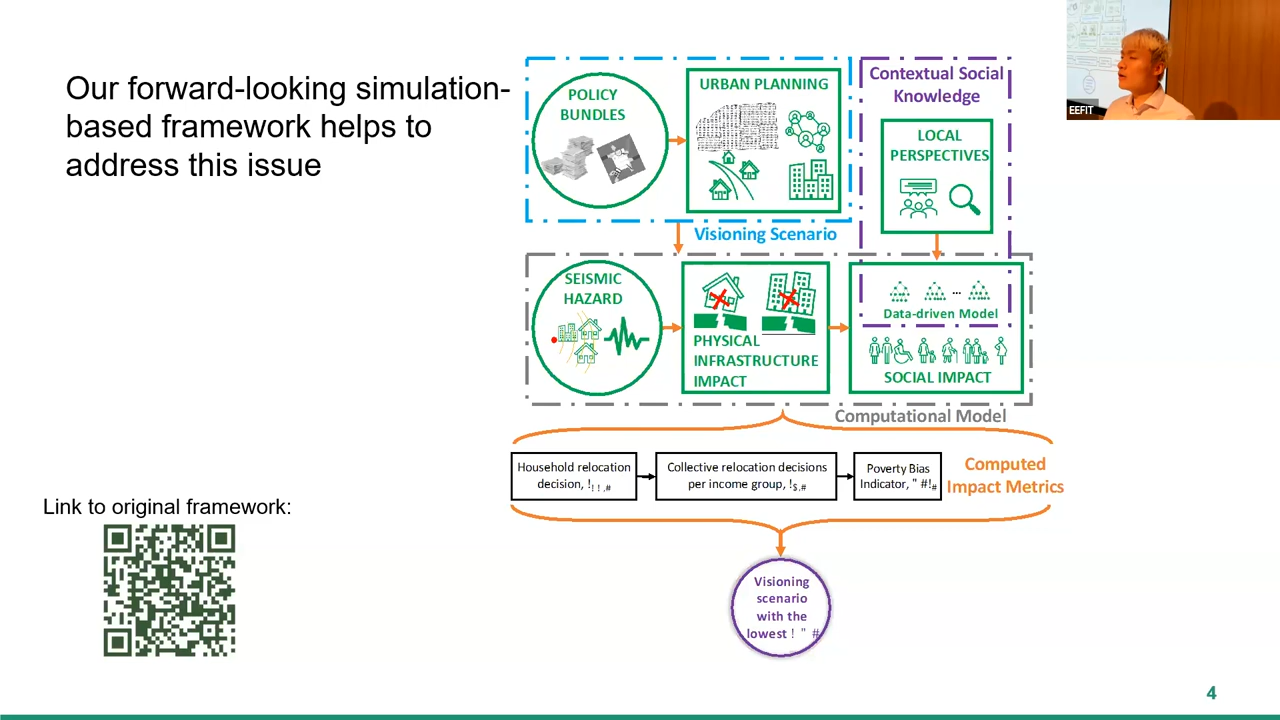 Our forward-looking simulation-
based framework helps to
address this issue
POLICY
BUNDLES
URBAN PLANNING
Contextual Social
Knowledge
LOCAL
PERSPECTIVES
Visioning Scenario
SEISMIC
HAZARD
PHYSICAL
INFRASTRUCTURE
IMPACT
...
Data-driven Model
SOCIAL IMPACT
Computational Model
Household relocation
decision, !!!,#
Collective relocation decisions
per income group, !$,#
Poverty Bias
Indicator, " #!#
Computed
Impact Metrics
Visioning
scenario
with the
lowest ! " #
Link to original framework:
EEFIT
4